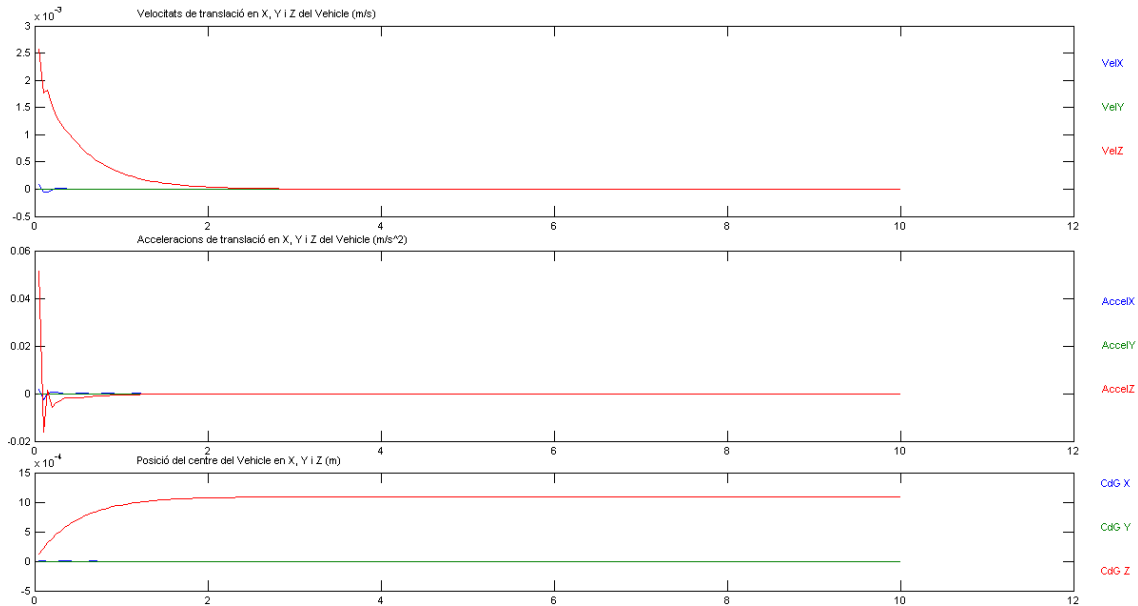 Velocitats de translació en X, Y i Z del Vehicle (m/s)
x 10^-3
3
2.5
2
1.5
1
0.5
0
-0.5
0 2 4 6 8 10 12
VelX
VelY
VelZ
Acceleracions de translació en X, Y i Z del Vehicle (m/s^2)
0.06
0.04
0.02
0
-0.02
0 2 4 6 8 10 12
AccelX
AccelY
AccelZ
Posició del centre del Vehicle en X, Y i Z (m)
x 10^-4
15
10
5
0
-5
0 2 4 6 8 10 12
CdG X
CdG Y
CdG Z